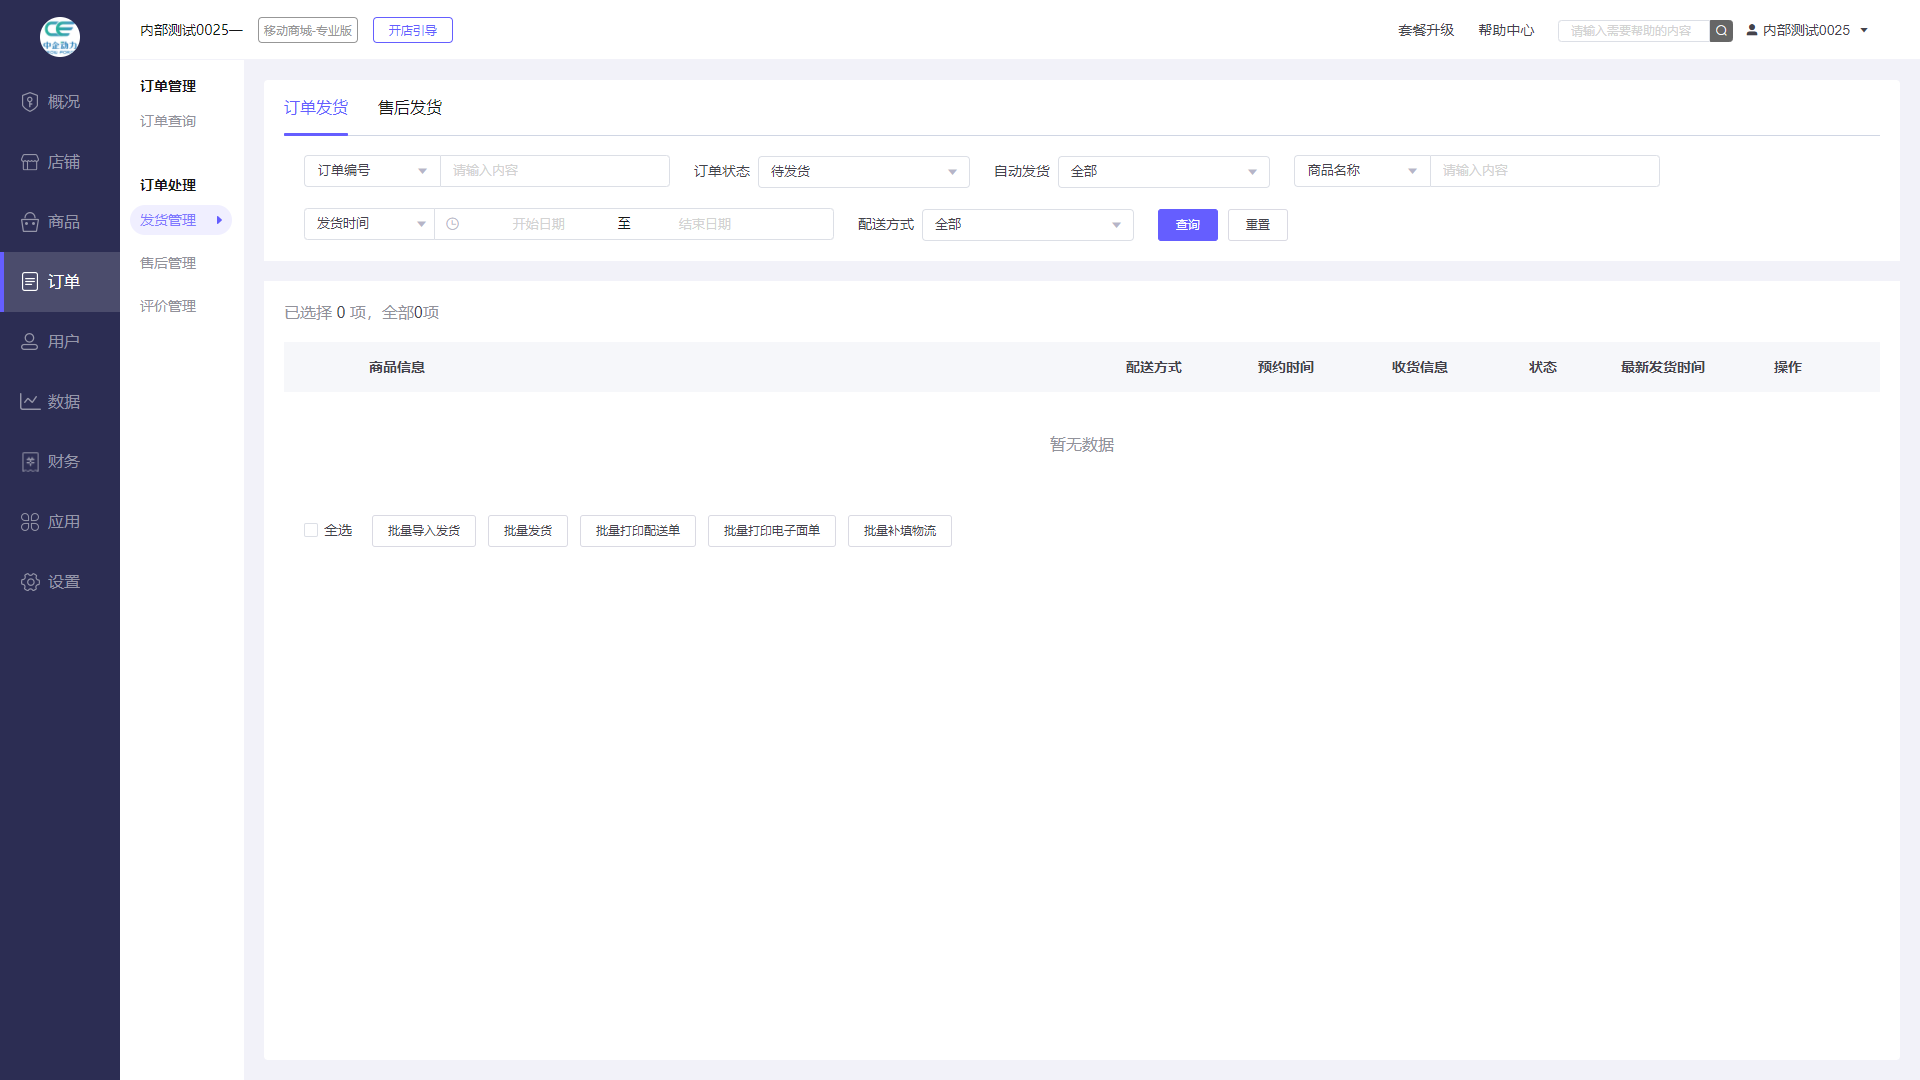 中企动力
内部测试0025—
移动商城-专业版
开店引导
套餐升级
帮助中心
请输入需要帮助的内容
内部测试0025
概况
店铺
商品
订单
用户
数据
财务
应用
设置
订单管理
订单查询
订单处理
发货管理
售后管理
评价管理
订单发货
售后发货
订单编号
请输入内容
订单状态
待发货
自动发货
全部
商品名称
请输入内容
发货时间
开始日期
至
结束日期
配送方式
全部
查询
重置
已选择 0 项，全部0项
商品信息
配送方式
预约时间
收货信息
状态
最新发货时间
操作
暂无数据
全选
批量导入发货
批量发货
批量打印配送单
批量打印电子面单
批量补填物流